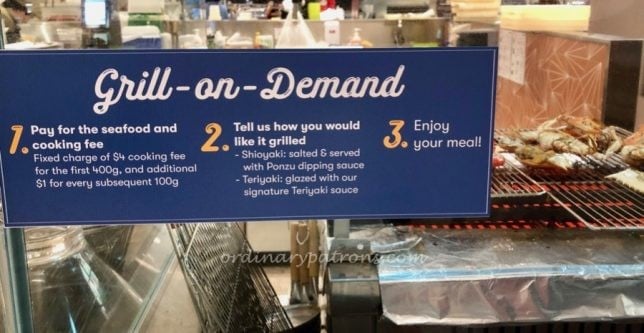 Grill-on-Demand
1. Pay for the seafood and
cooking fee
Fixed charge of $4 cooking fee
for the first 400g, and additional
$1 for every subsequent 100g
2. Tell us how you would
like it grilled
- Shioyaki: salted & served
with Ponzu dipping sauce
- Teriyaki: glazed with our
signature Teriyaki sauce
3. Enjoy
your meal!
ordinarypatrons.com